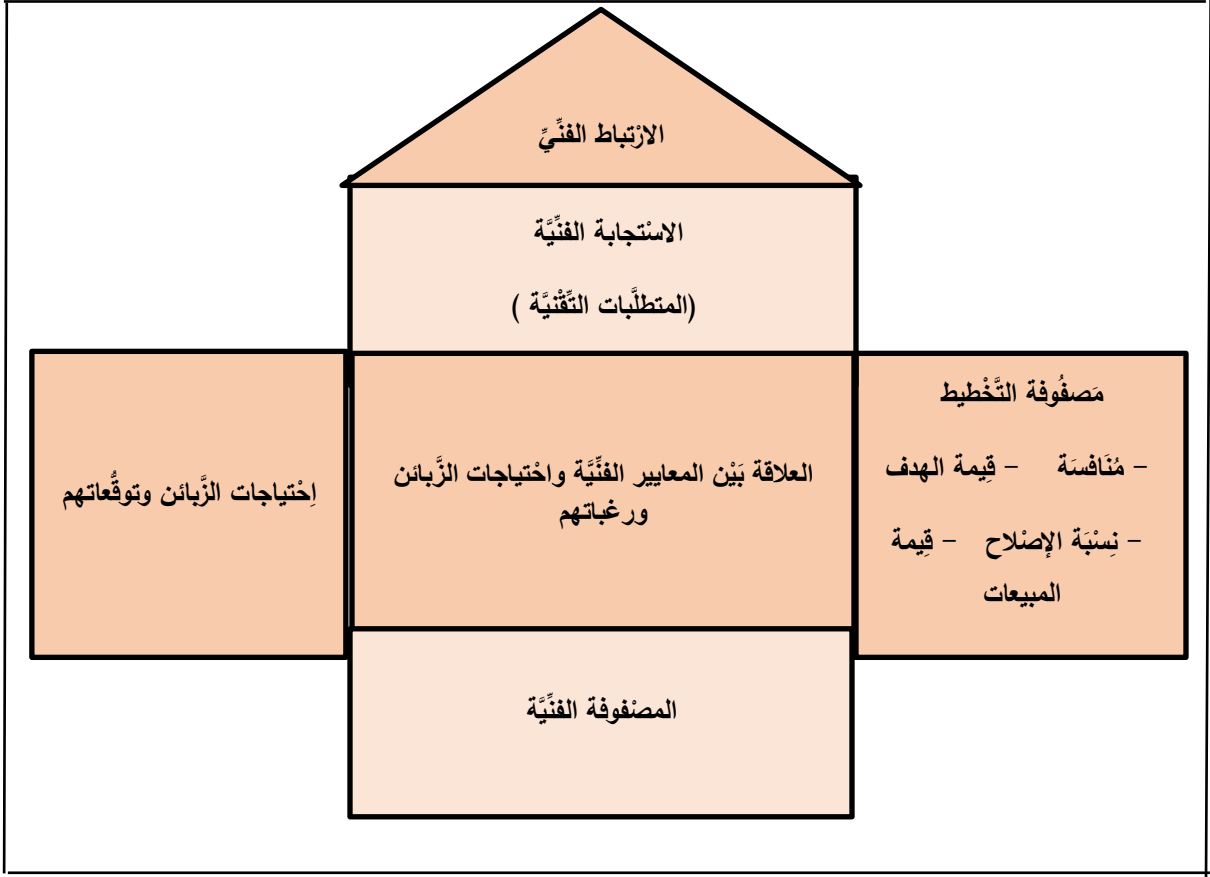 الارْتباط الفنِّيِّ
الاسْتجابة الفنِّيَّة
(المتطلَّبات التِّقْنيَّة )
مَصفُوفة التَّخْطيط
- مُنَافسَة - قِيمة الهدف
- نِسْبَة الإصْلاح - قِيمة
المبيعات
العلاقة بَيْن المعايير الفنِّيَّة واحْتياجات الزَّبائن
ورغباتهم
اِحْتياجات الزَّبائن وتوقُّعاتهم
المصْفوفة الفنِّيَّة